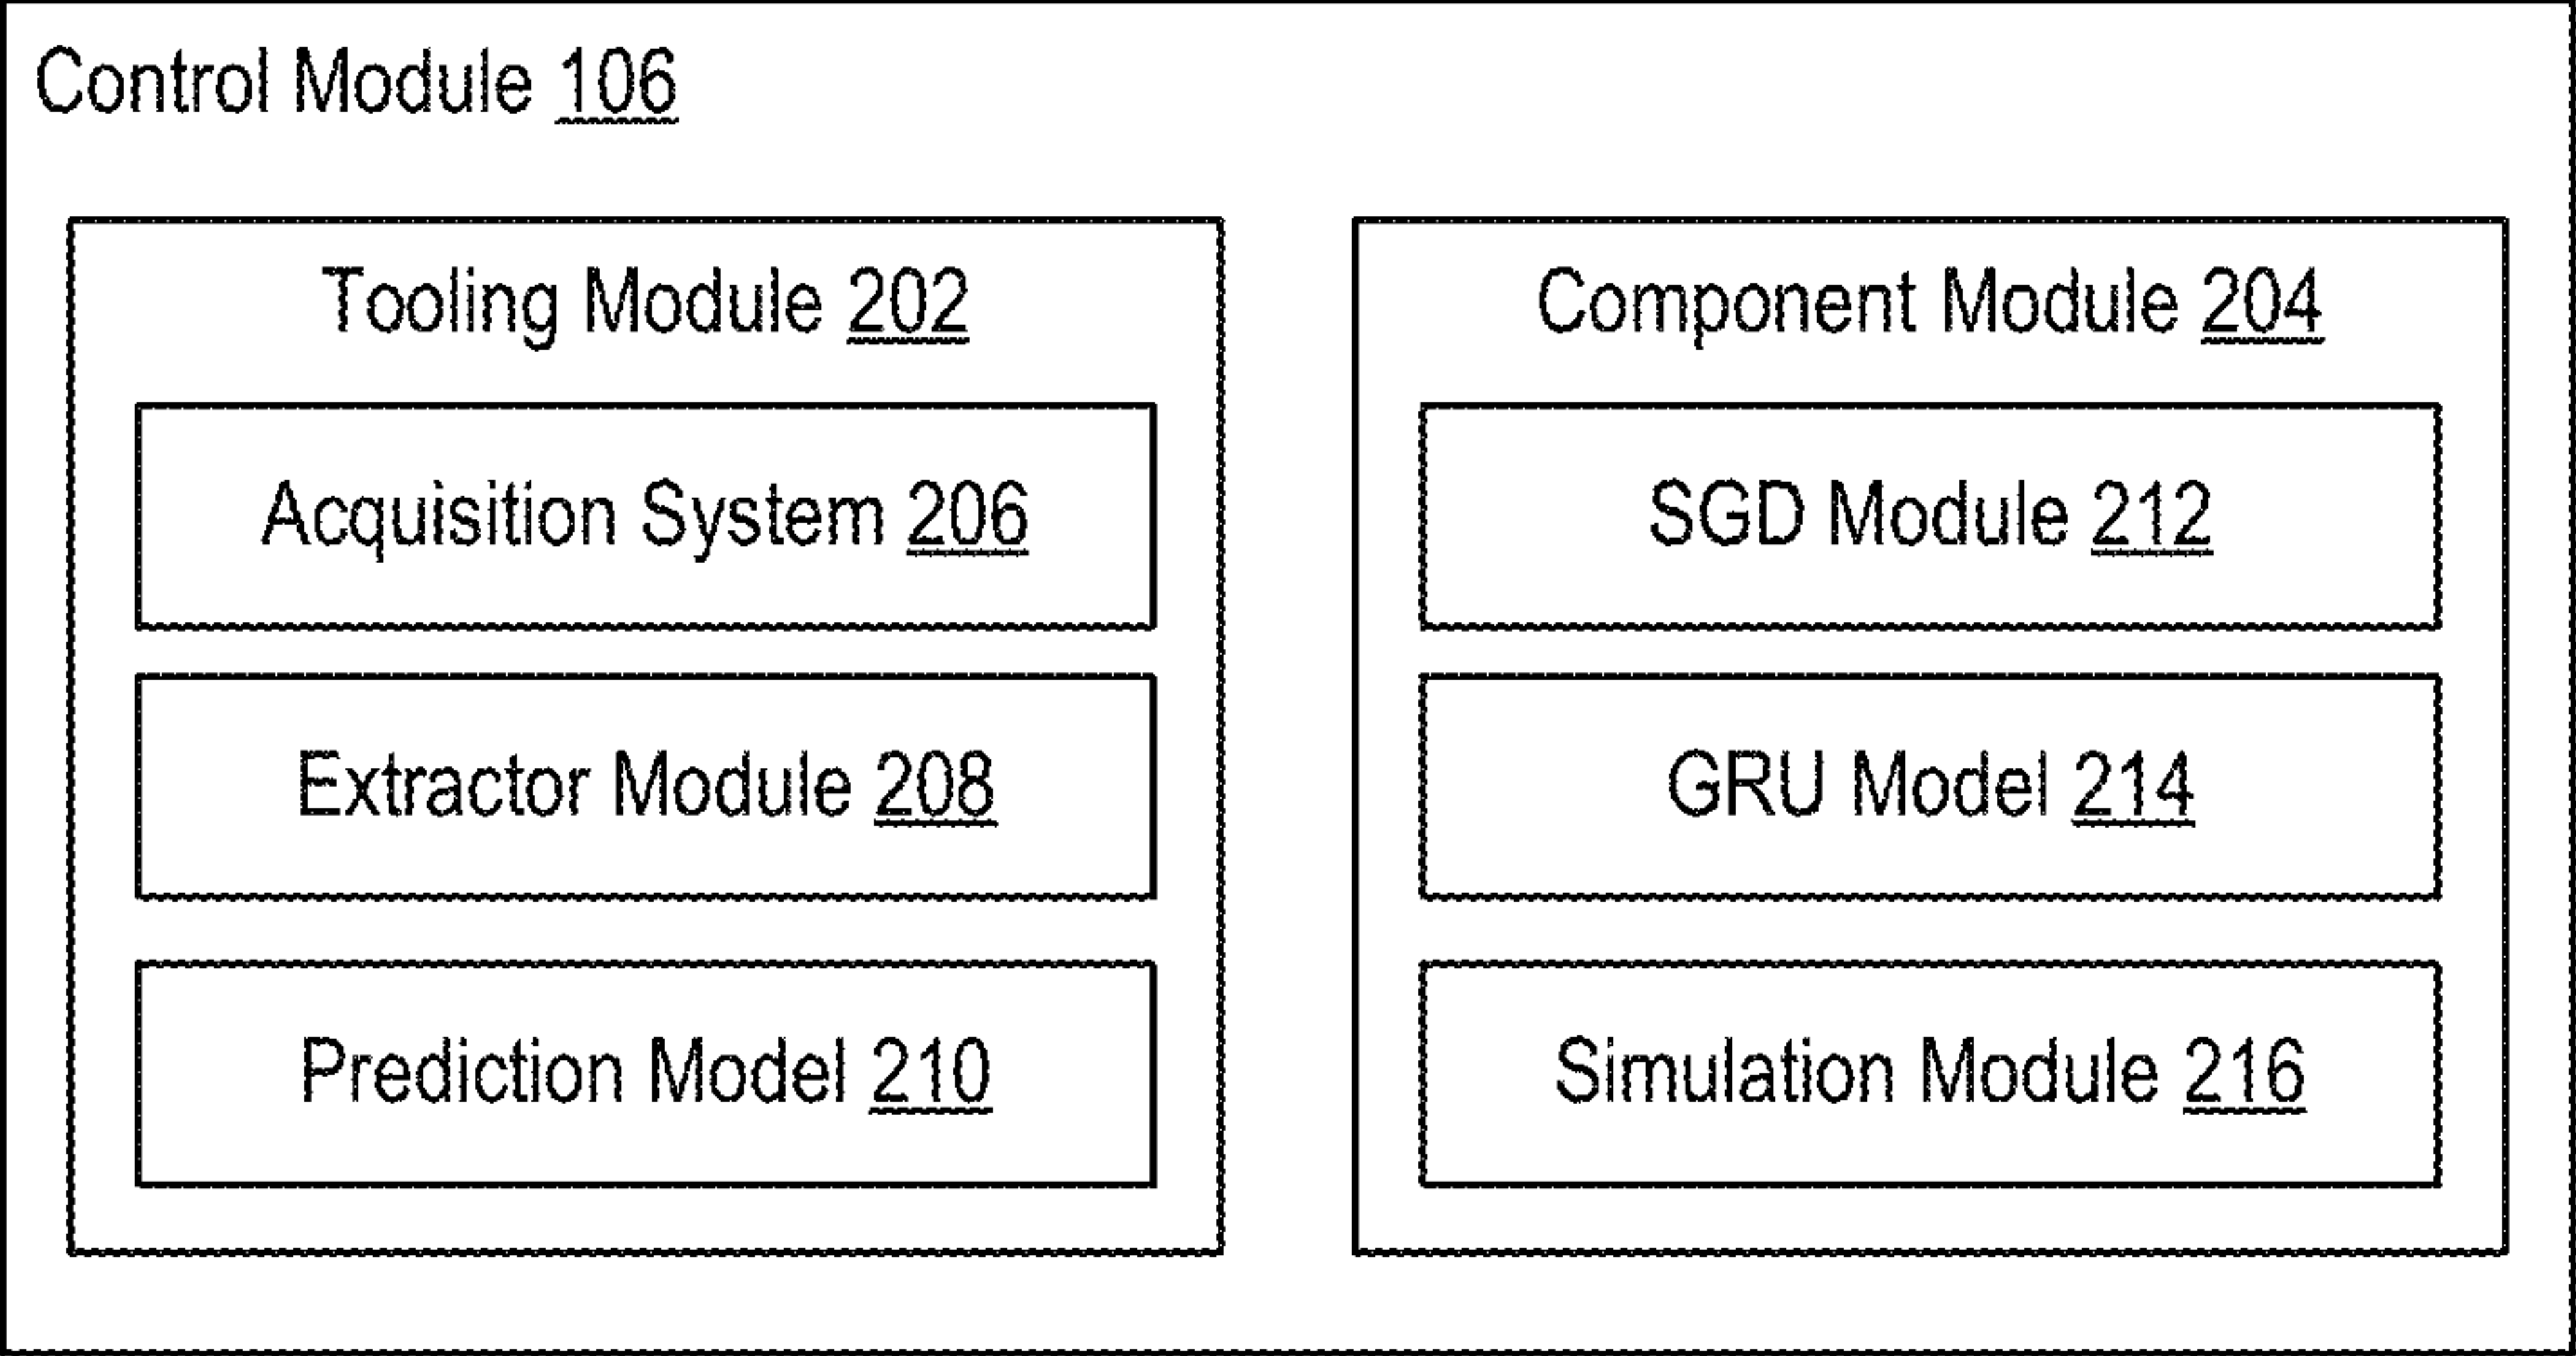 Control Module 106
Tooling Module 202
Acquisition System 206
Extractor Module 208
Prediction Model 210
Component Module 204
SGD Module 212
GRU Model 214
Simulation Module 216